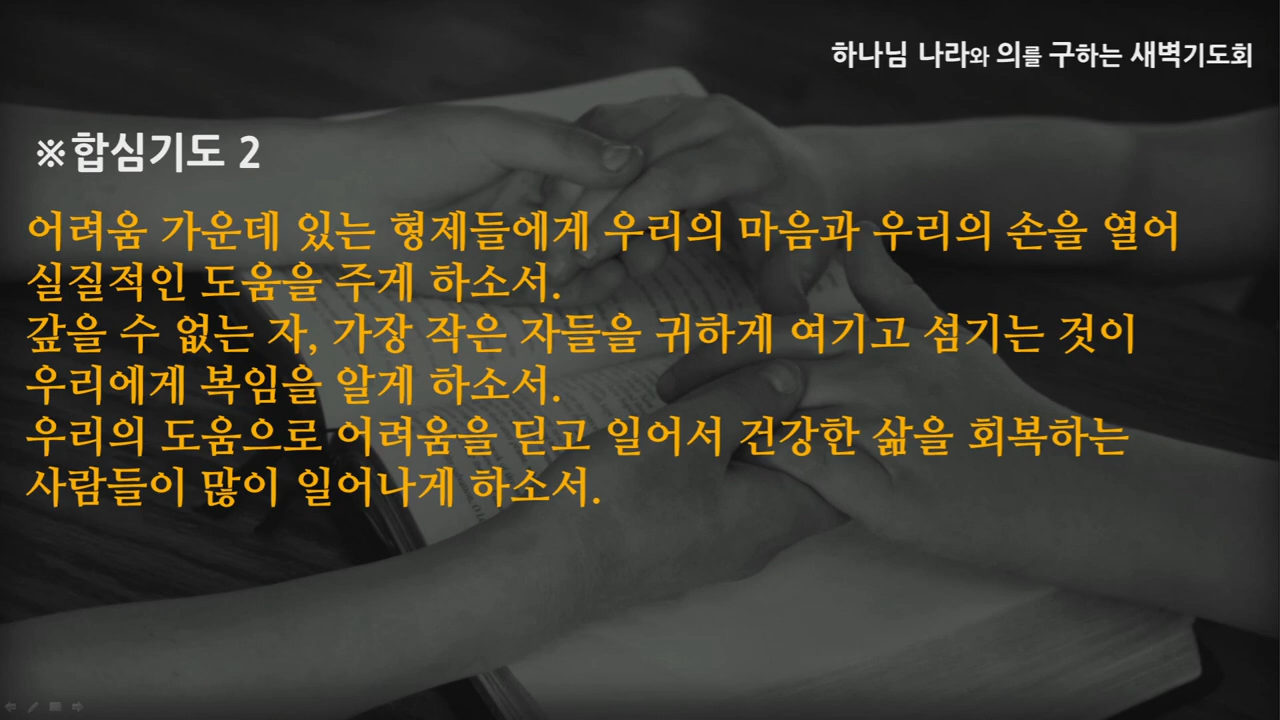 하나님 나라와 의를 구하는 새벽기도회
※합심기도 2
어려움 가운데 있는 형제들에게 우리의 마음과 우리의 손을 열어
실질적인 도움을 주게 하소서.
갚을 수 없는 자, 가장 작은 자들을 귀하게 여기고 섬기는 것이
우리에게 복임을 알게 하소서.
우리의 도움으로 어려움을 딛고 일어서 건강한 삶을 회복하는
사람들이 많이 일어나게 하소서.